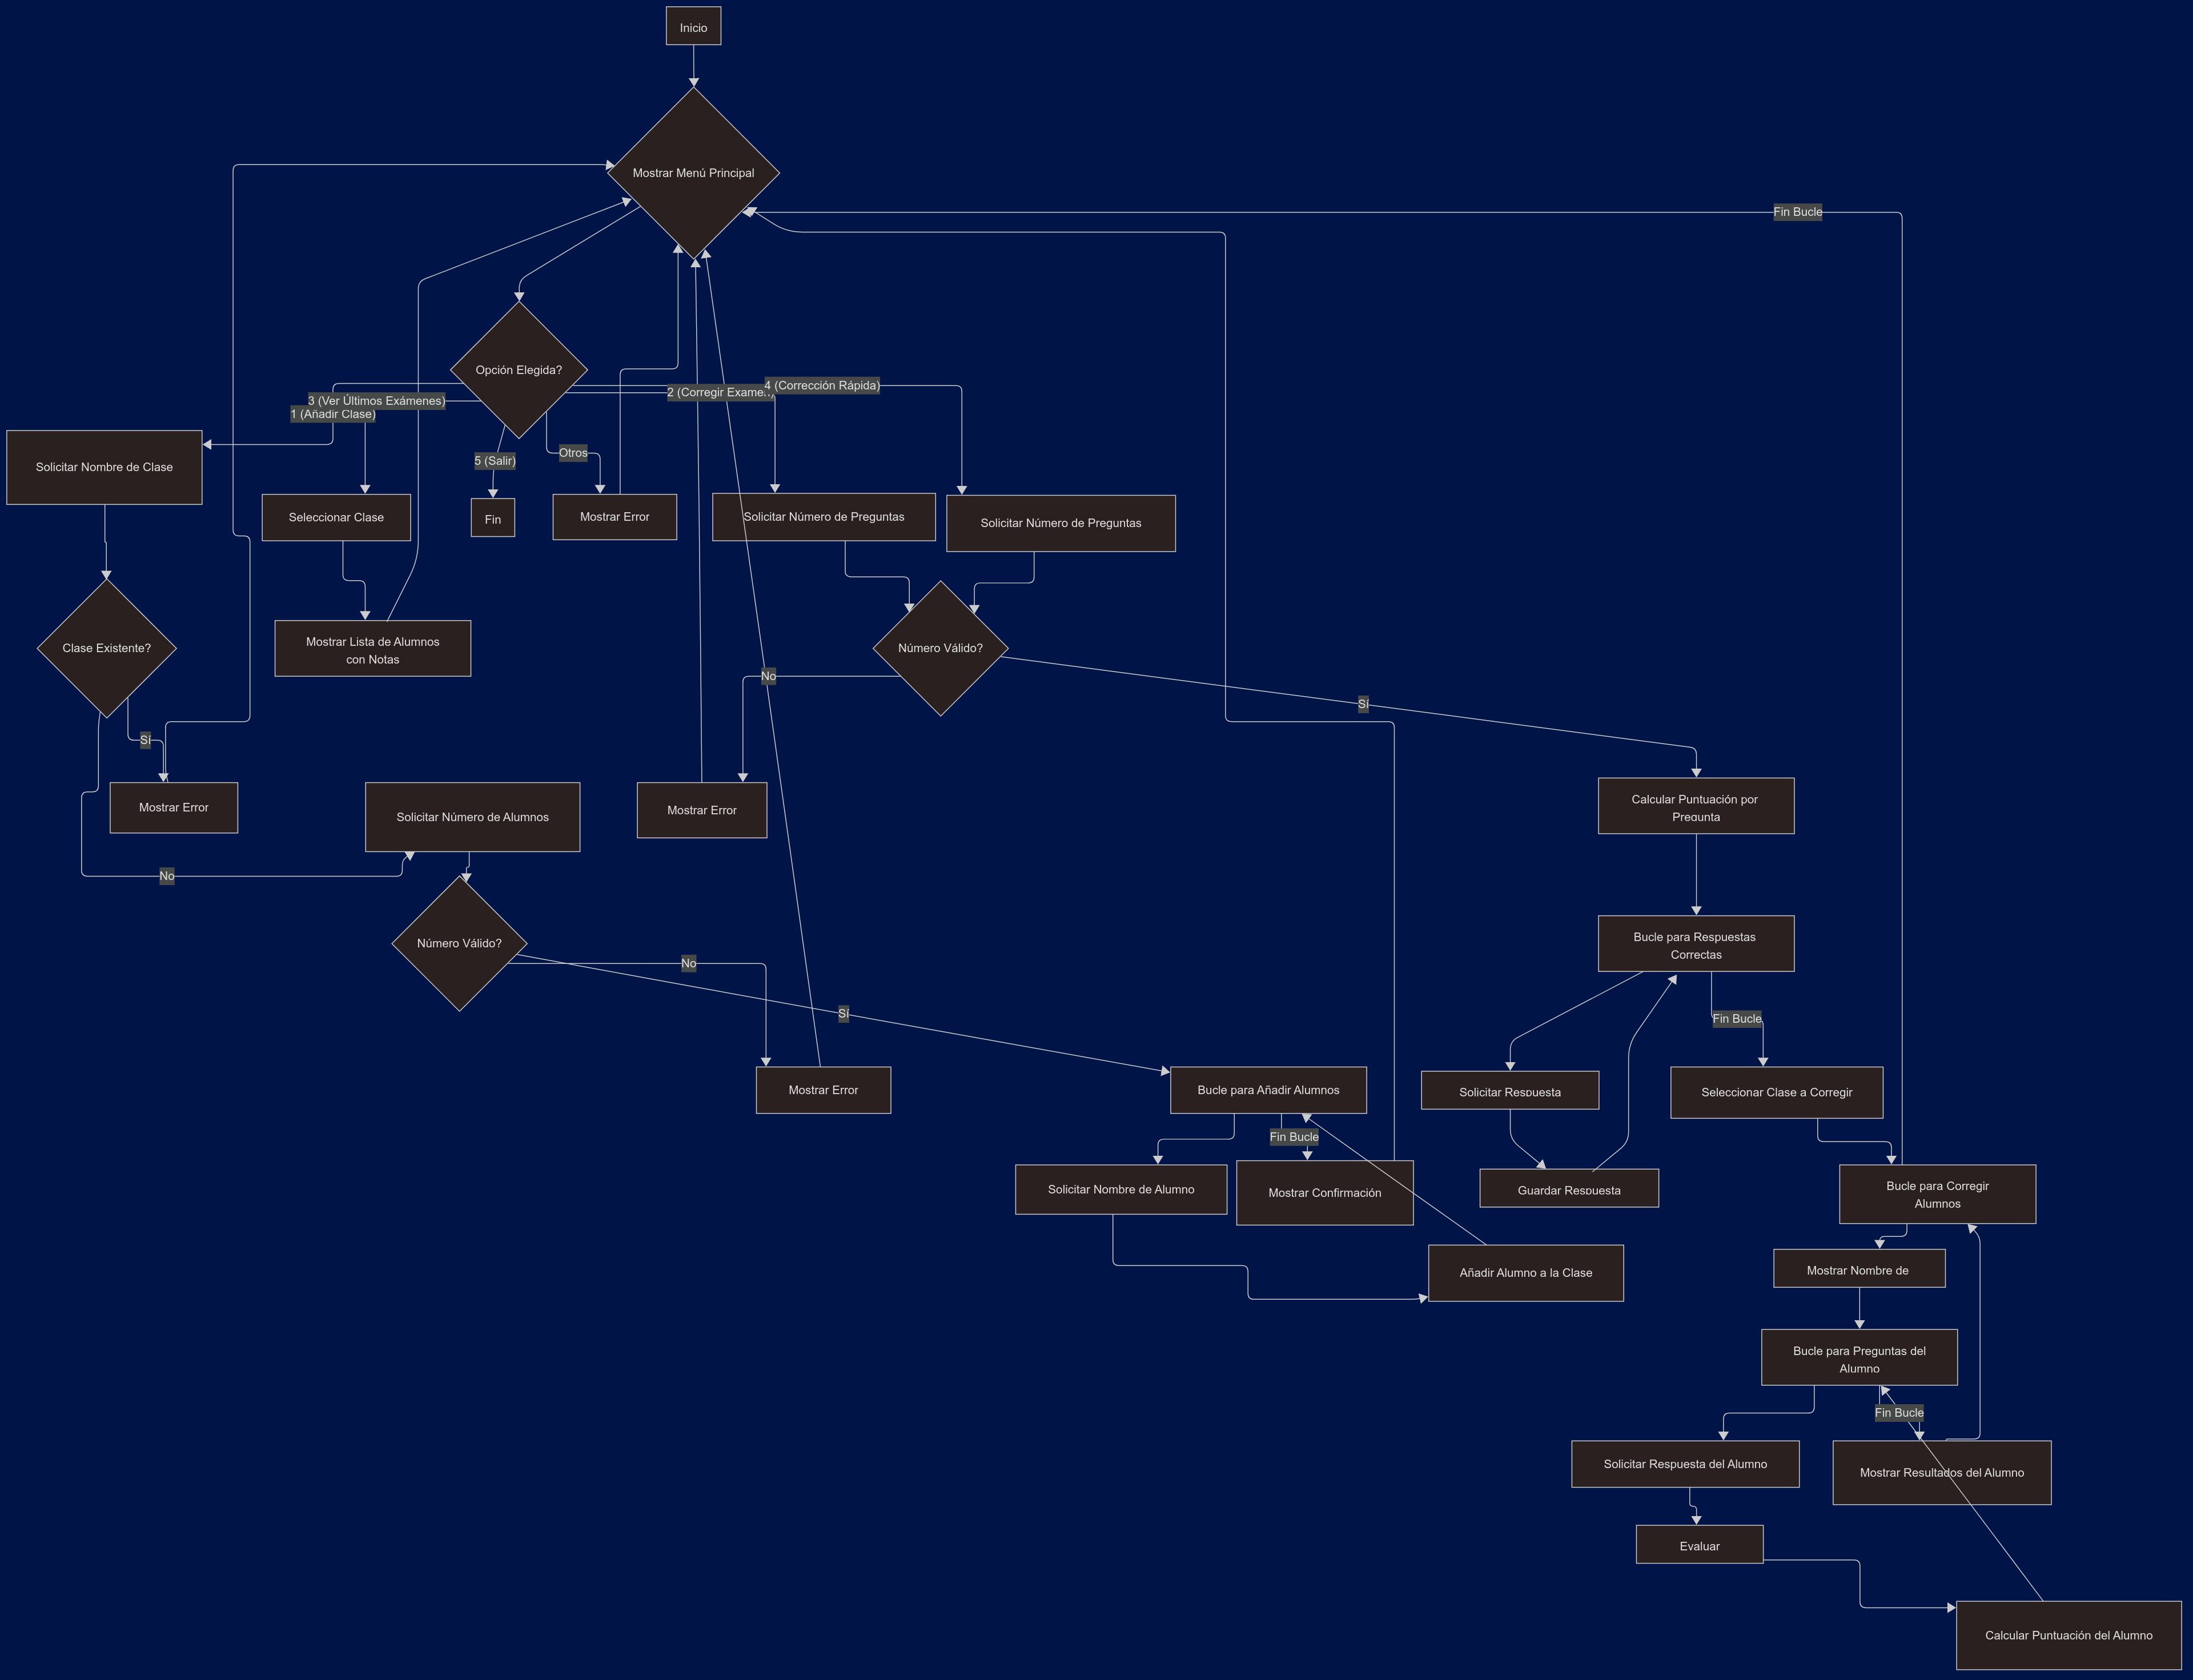 Inicio
Mostrar Menú Principal
Fin Bucle
Opción Elegida?
4 (Corrección Rápida)
2 (Corregir Examen)
3 (Ver Últimos Exámenes)
1 (Añadir Clase)
Otros
5 (Salir)
Solicitar Nombre de Clase
Seleccionar Clase
Fin
Mostrar Error
Solicitar Número de Preguntas
Solicitar Número de Preguntas
Clase Existente?
Mostrar Lista de Alumnos
con Notas
Número Válido?
No
Sí
Sí
Mostrar Error
Solicitar Número de Alumnos
Mostrar Error
Calcular Puntuación por
Pregunta
No
Número Válido?
Bucle para Respuestas
Correctas
No
Sí
Fin Bucle
Mostrar Error
Bucle para Añadir Alumnos
Solicitar Respuesta
Seleccionar Clase a Corregir
Fin Bucle
Solicitar Nombre de Alumno
Mostrar Confirmación
Guardar Respuesta
Bucle para Corregir
Alumnos
Añadir Alumno a la Clase
Mostrar Nombre de
Bucle para Preguntas del
Alumno
Fin Bucle
Solicitar Respuesta del Alumno
Mostrar Resultados del Alumno
Evaluar
Calcular Puntuación del Alumno